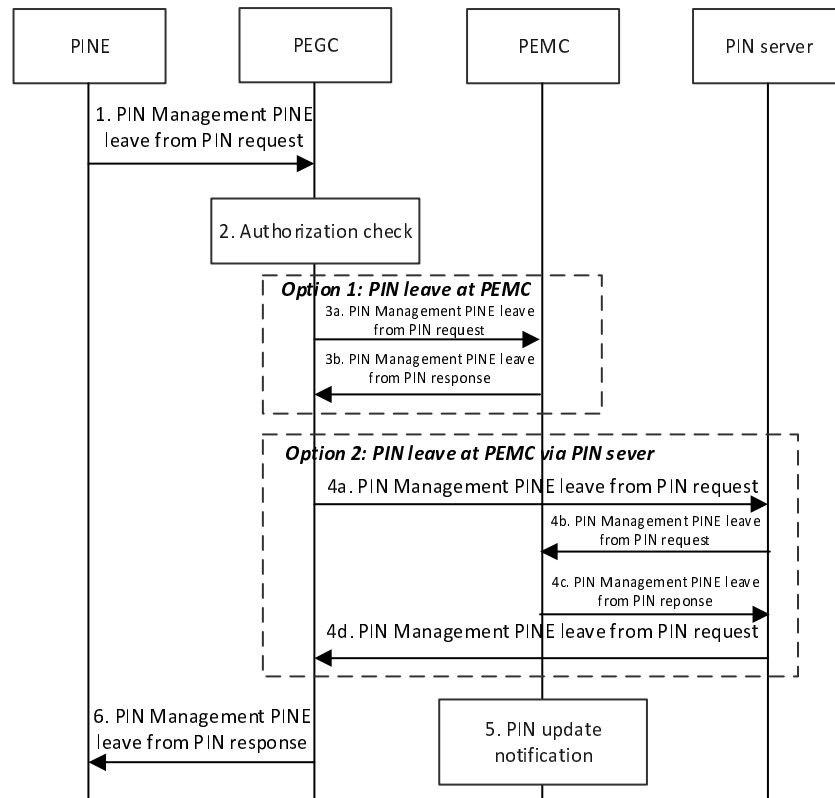 PINE
PEGC
PEMC
PIN server
1. PIN Management PINE
leave from PIN request
2. Authorization check
Option 1: PIN leave at PEMC
3a. PIN Management PINE leave
from PIN request
3b. PIN Management PINE leave
from PIN response
Option 2: PIN leave at PEMC via PIN sever
4a. PIN Management PINE leave from PIN request
4b. PIN Management PINE leave
from PIN request
4c. PIN Management PINE leave
from PIN reponse
4d. PIN Management PINE leave from PIN request
6. PIN Management PINE
leave from PIN response
5. PIN update
notification